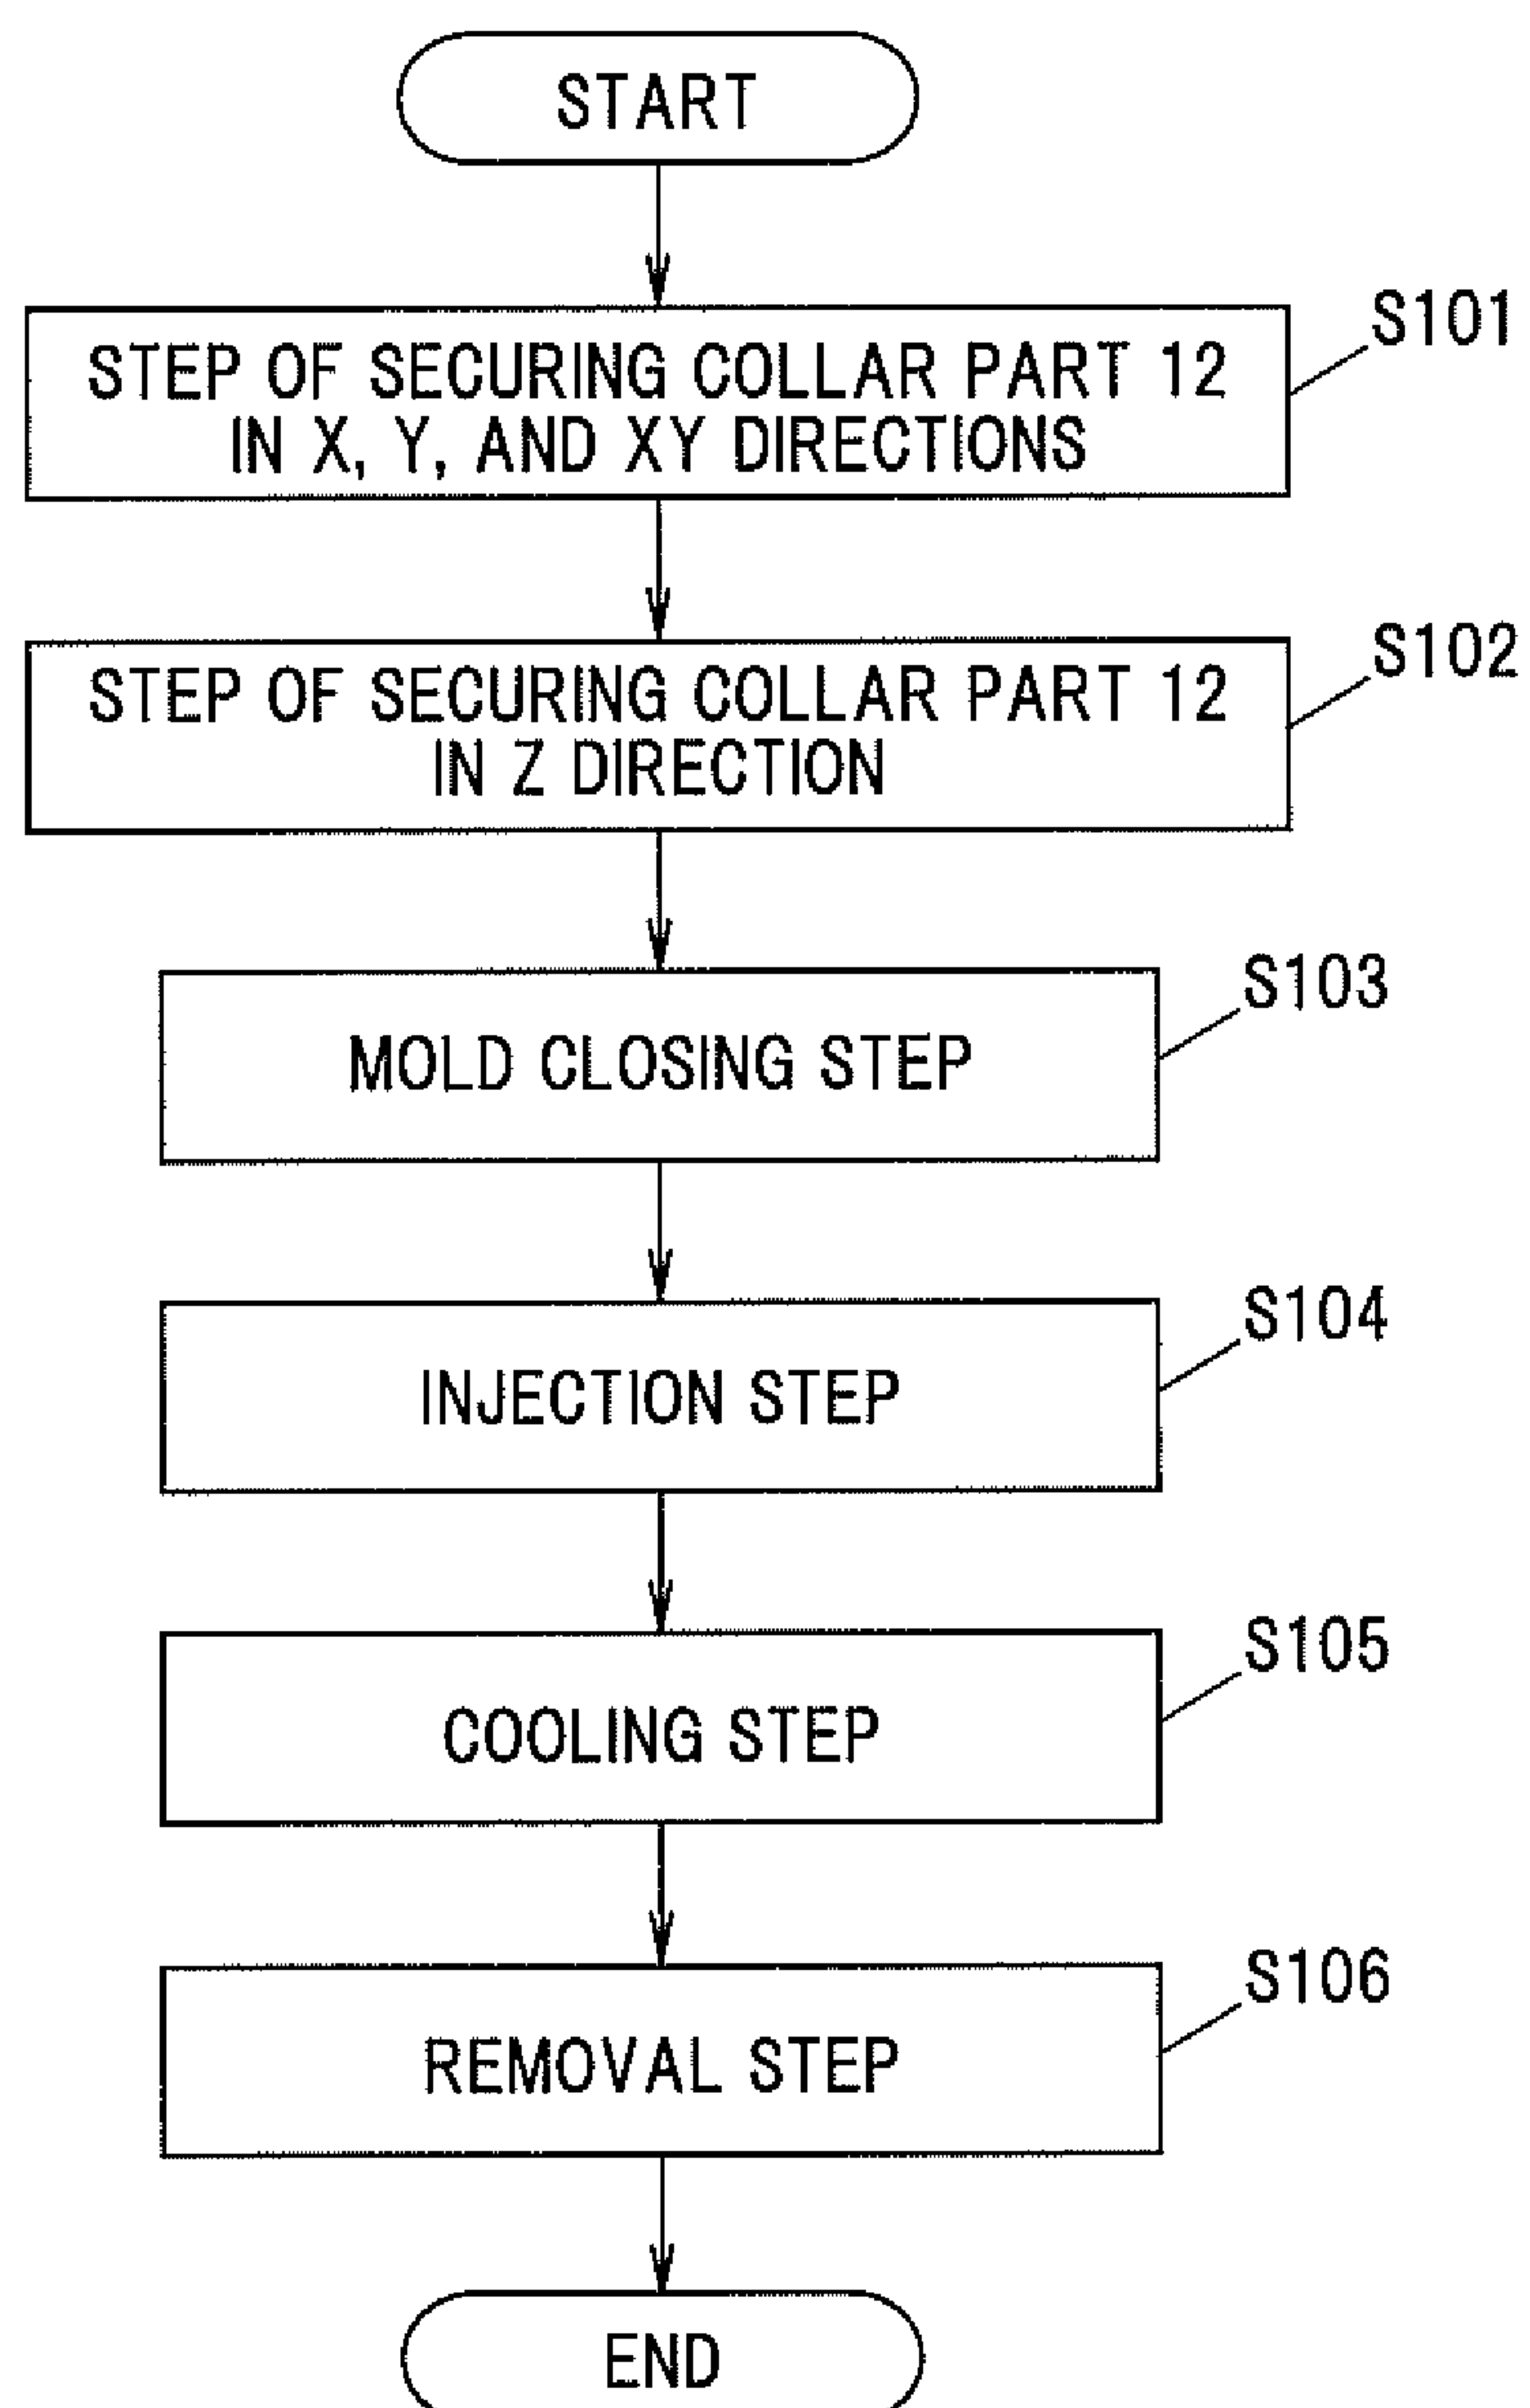 START
S101
STEP OF SECURING COLLAR PART 12
IN X, Y, AND XY DIRECTIONS
S102
STEP OF SECURING COLLAR PART 12
IN Z DIRECTION
S103
MOLD CLOSING STEP
S104
INJECTION STEP
S105
COOLING STEP
S106
REMOVAL STEP
END